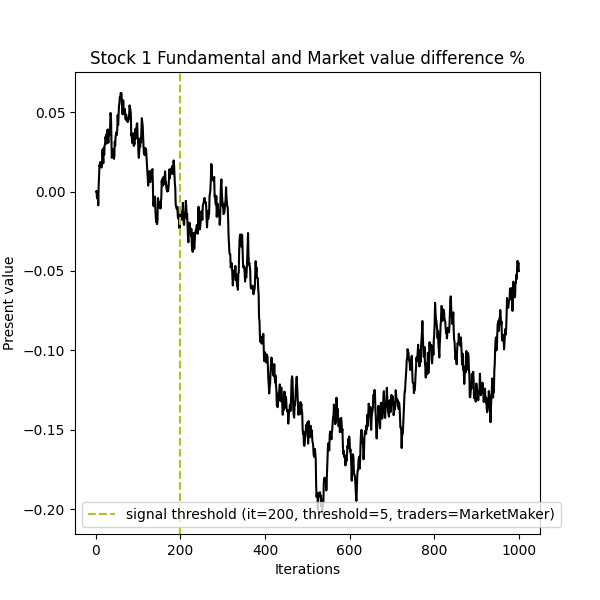 Stock 1 Fundamental and Market value difference %
0.05
0.00
−0.05
−0.10
−0.15
−0.20
Present value
signal threshold (it=200, threshold=5, traders=MarketMaker)
0 200 400 600 800 1000
Iterations